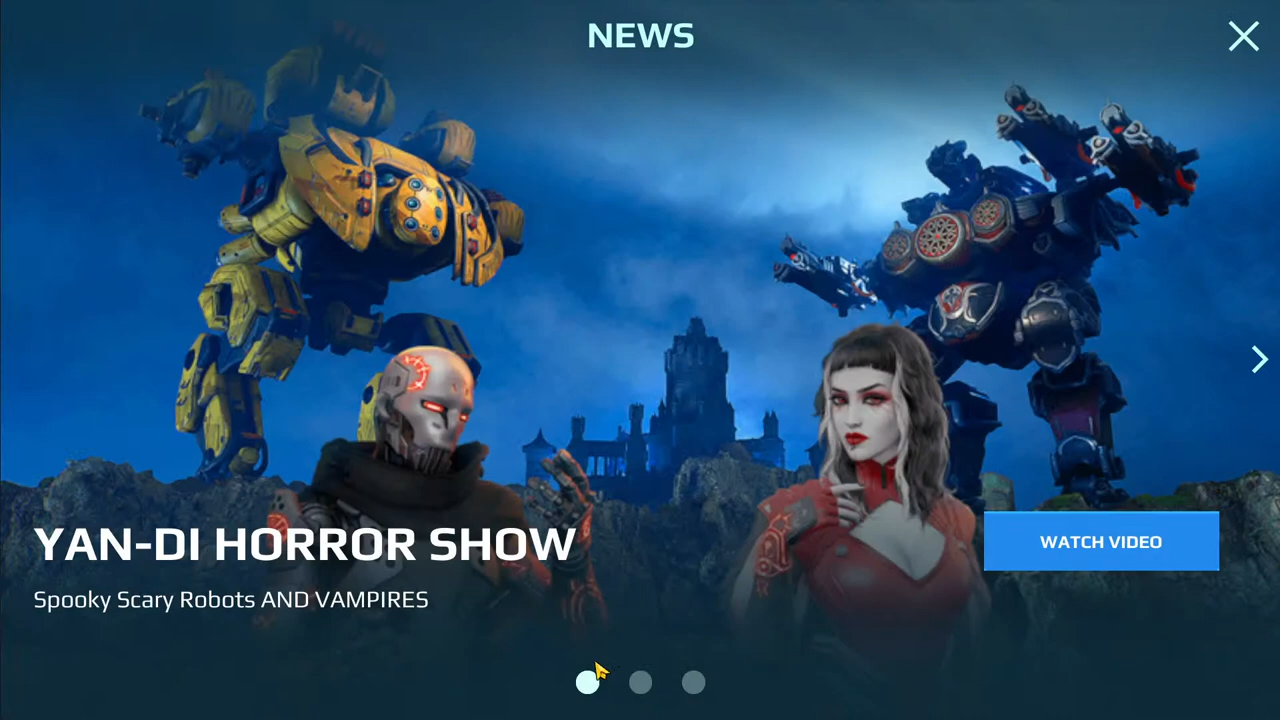 NEWS
YAN-DI HORROR SHOW
Spooky Scary Robots AND VAMPIRES
WATCH VIDEO